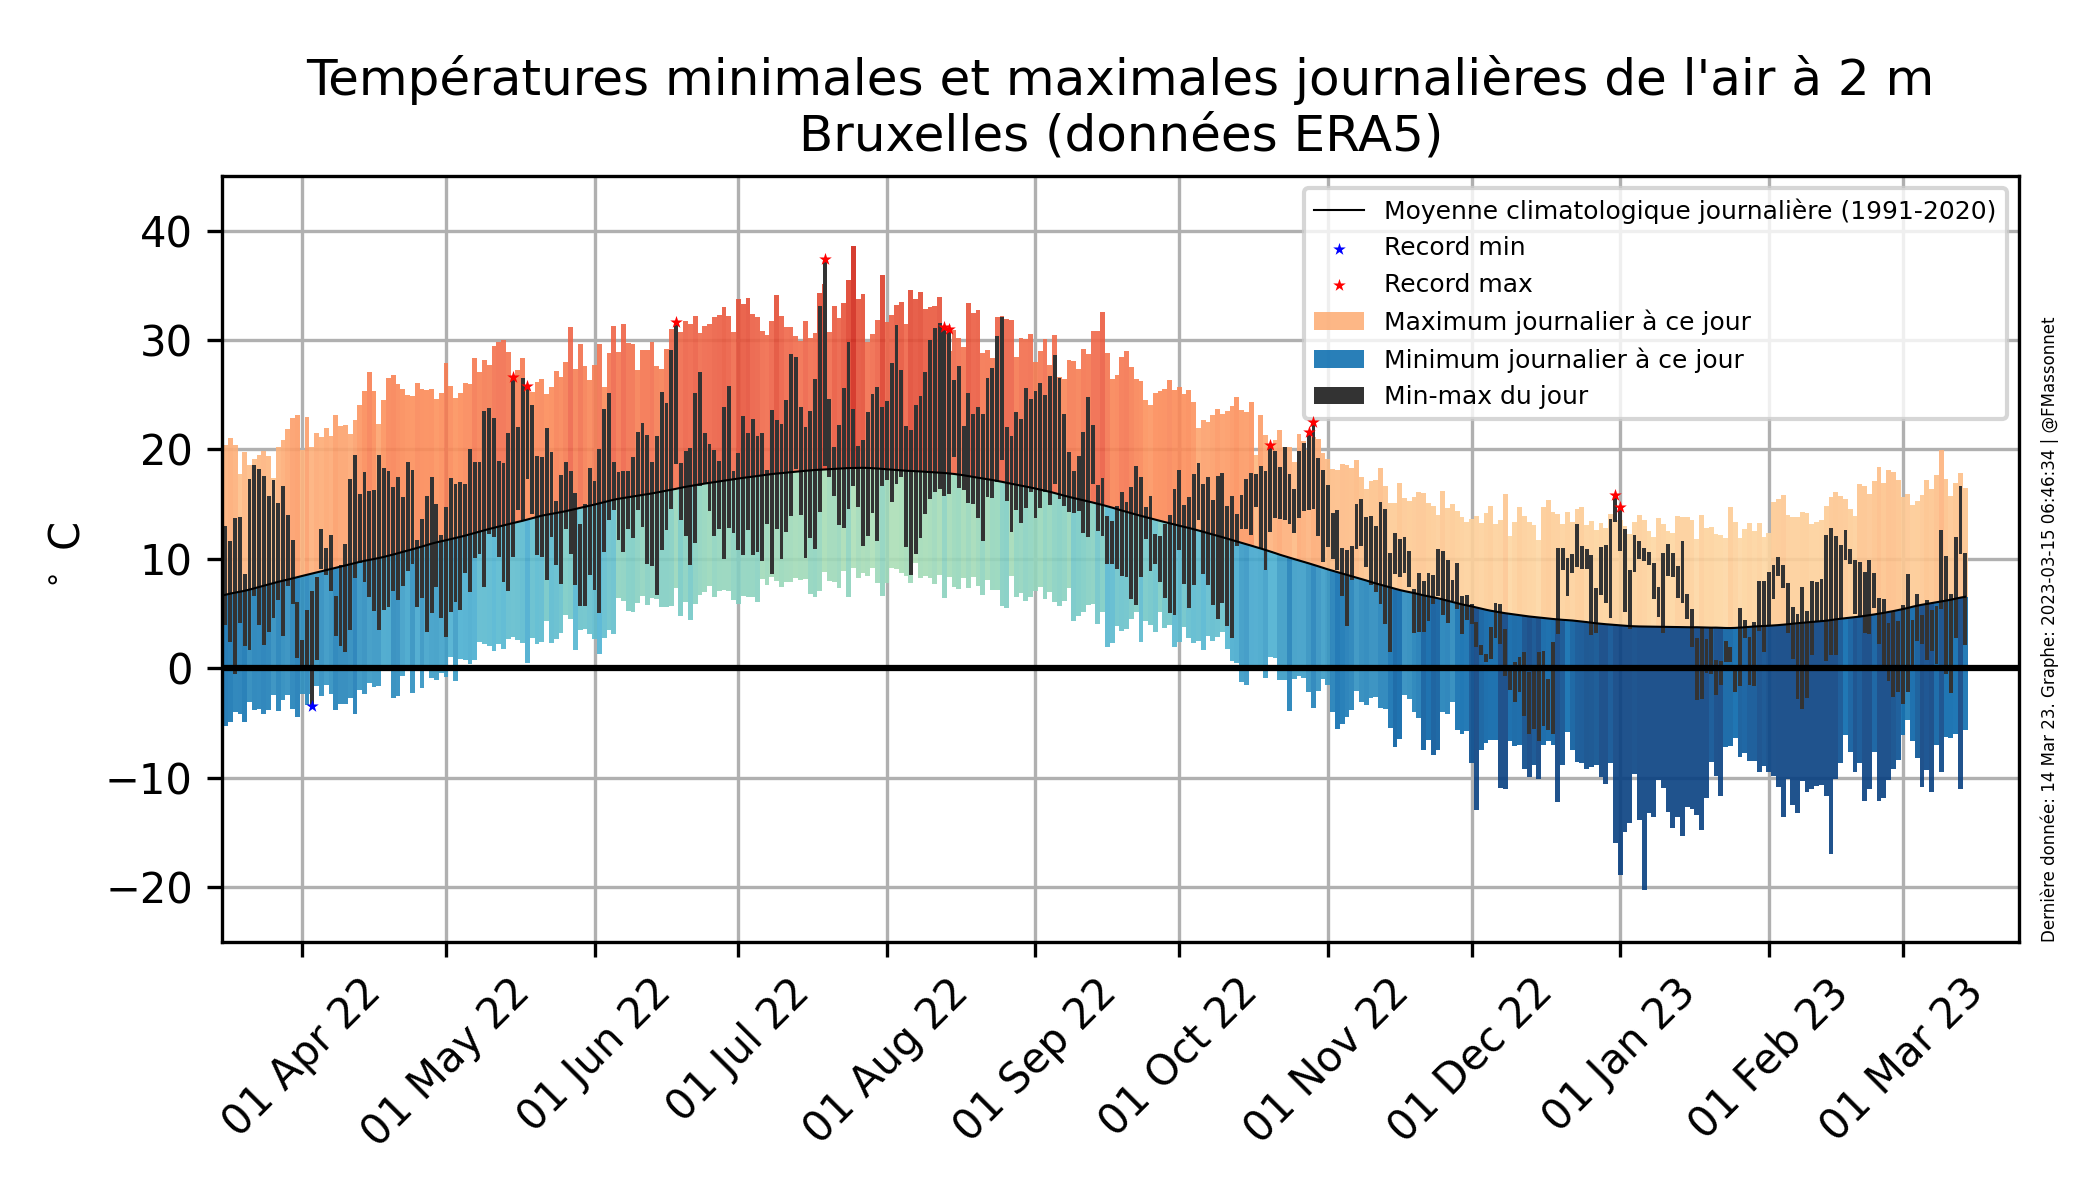 Températures minimales et maximales journalières de l'air à 2 m
Bruxelles (données ERA5)
Moyenne climatologique journalière (1991-2020)
Record min
Record max
Maximum journalier à ce jour
Minimum journalier à ce jour
Min-max du jour
° C
40
30
20
10
0
−10
−20
01 Apr 22
01 May 22
01 Jun 22
01 Jul 22
01 Aug 22
01 Sep 22
01 Oct 22
01 Nov 22
01 Dec 22
01 Jan 23
01 Feb 23
01 Mar 23
Dernière donnée: 14 Mar 23. Graphe: 2023-03-15 06:46:34 | @FMassonnet